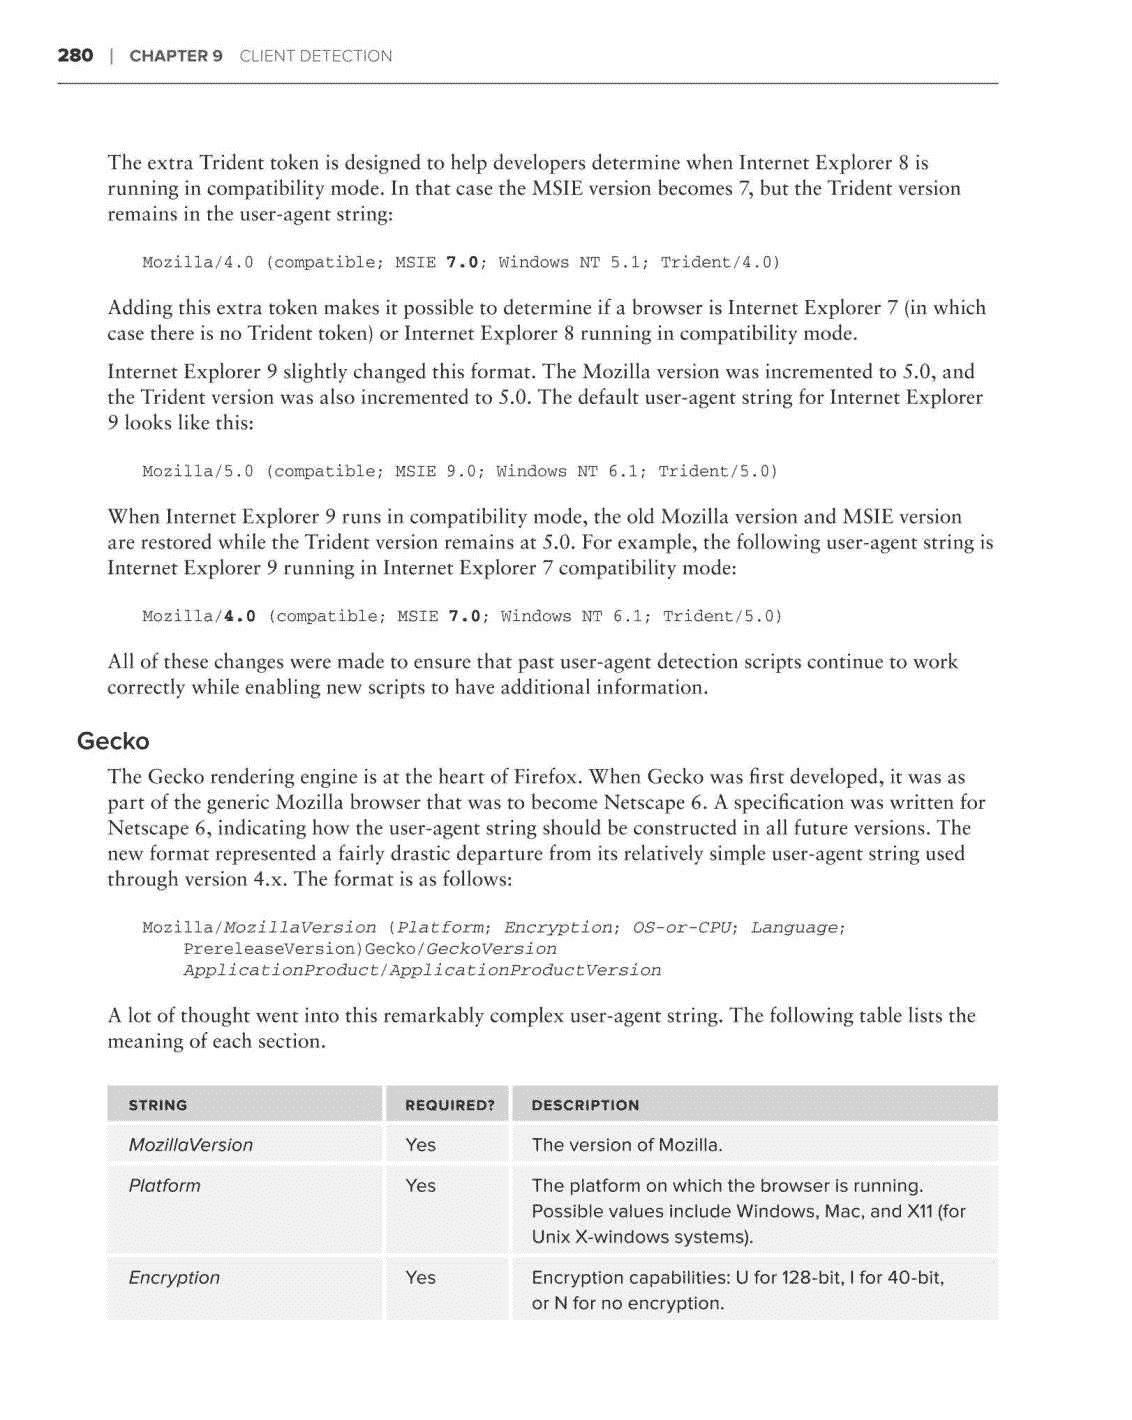 280 | CHAPTER 9 CLIENT DETECTION
The extra Trident token is designed to help developers determine when Internet Explorer 8 is
running in compatibility mode. In that case the MSIE version becomes 7, but the Trident version
remains in the user-agent string:
Mozilla/4.0 (compatible; MSIE 7.0; Windows NT 5.1; Trident/4.0)
Adding this extra token makes it possible to determine if a browser is Internet Explorer 7 (in which
case there is no Trident token) or Internet Explorer 8 running in compatibility mode.
Internet Explorer 9 slightly changed this format. The Mozilla version was incremented to 5.0, and
the Trident version was also incremented to 5.0. The default user-agent string for Internet Explorer
9 looks like this:
Mozilla/5.0 (compatible; MSIE 9.0; Windows NT 6.1; Trident/5.0)
When Internet Explorer 9 runs in compatibility mode, the old Mozilla version and MSIE version
are restored while the Trident version remains at 5.0. For example, the following user-agent string is
Internet Explorer 9 running in Internet Explorer 7 compatibility mode:
Mozilla/4.0 (compatible; MSIE 7.0; Windows NT 6.1; Trident/5.0)
All of these changes were made to ensure that past user-agent detection scripts continue to work
correctly while enabling new scripts to have additional information.
Gecko
The Gecko rendering engine is at the heart of Firefox. When Gecko was first developed, it was as
part of the generic Mozilla browser that was to become Netscape 6. A specification was written for
Netscape 6, indicating how the user-agent string should be constructed in all future versions. The
new format represented a fairly drastic departure from its relatively simple user-agent string used
through version 4.x. The format is as follows:
Mozilla/MozillaVersion (Platform; Encryption; OS-or-CPU; Language;
PrereleaseVersion)Gecko/GeckoVersion
ApplicationProduct/ApplicationProductVersion
A lot of thought went into this remarkably complex user-agent string. The following table lists the
meaning of each section.
STRING REQUIRED? DESCRIPTION
MozillaVersion Yes The version of Mozilla.
Platform Yes The platform on which the browser is running.
Possible values include Windows, Mac, and X11 (for
Unix X-windows systems).
Encryption Yes Encryption capabilities: U for 128-bit, I for 40-bit,
or N for no encryption.